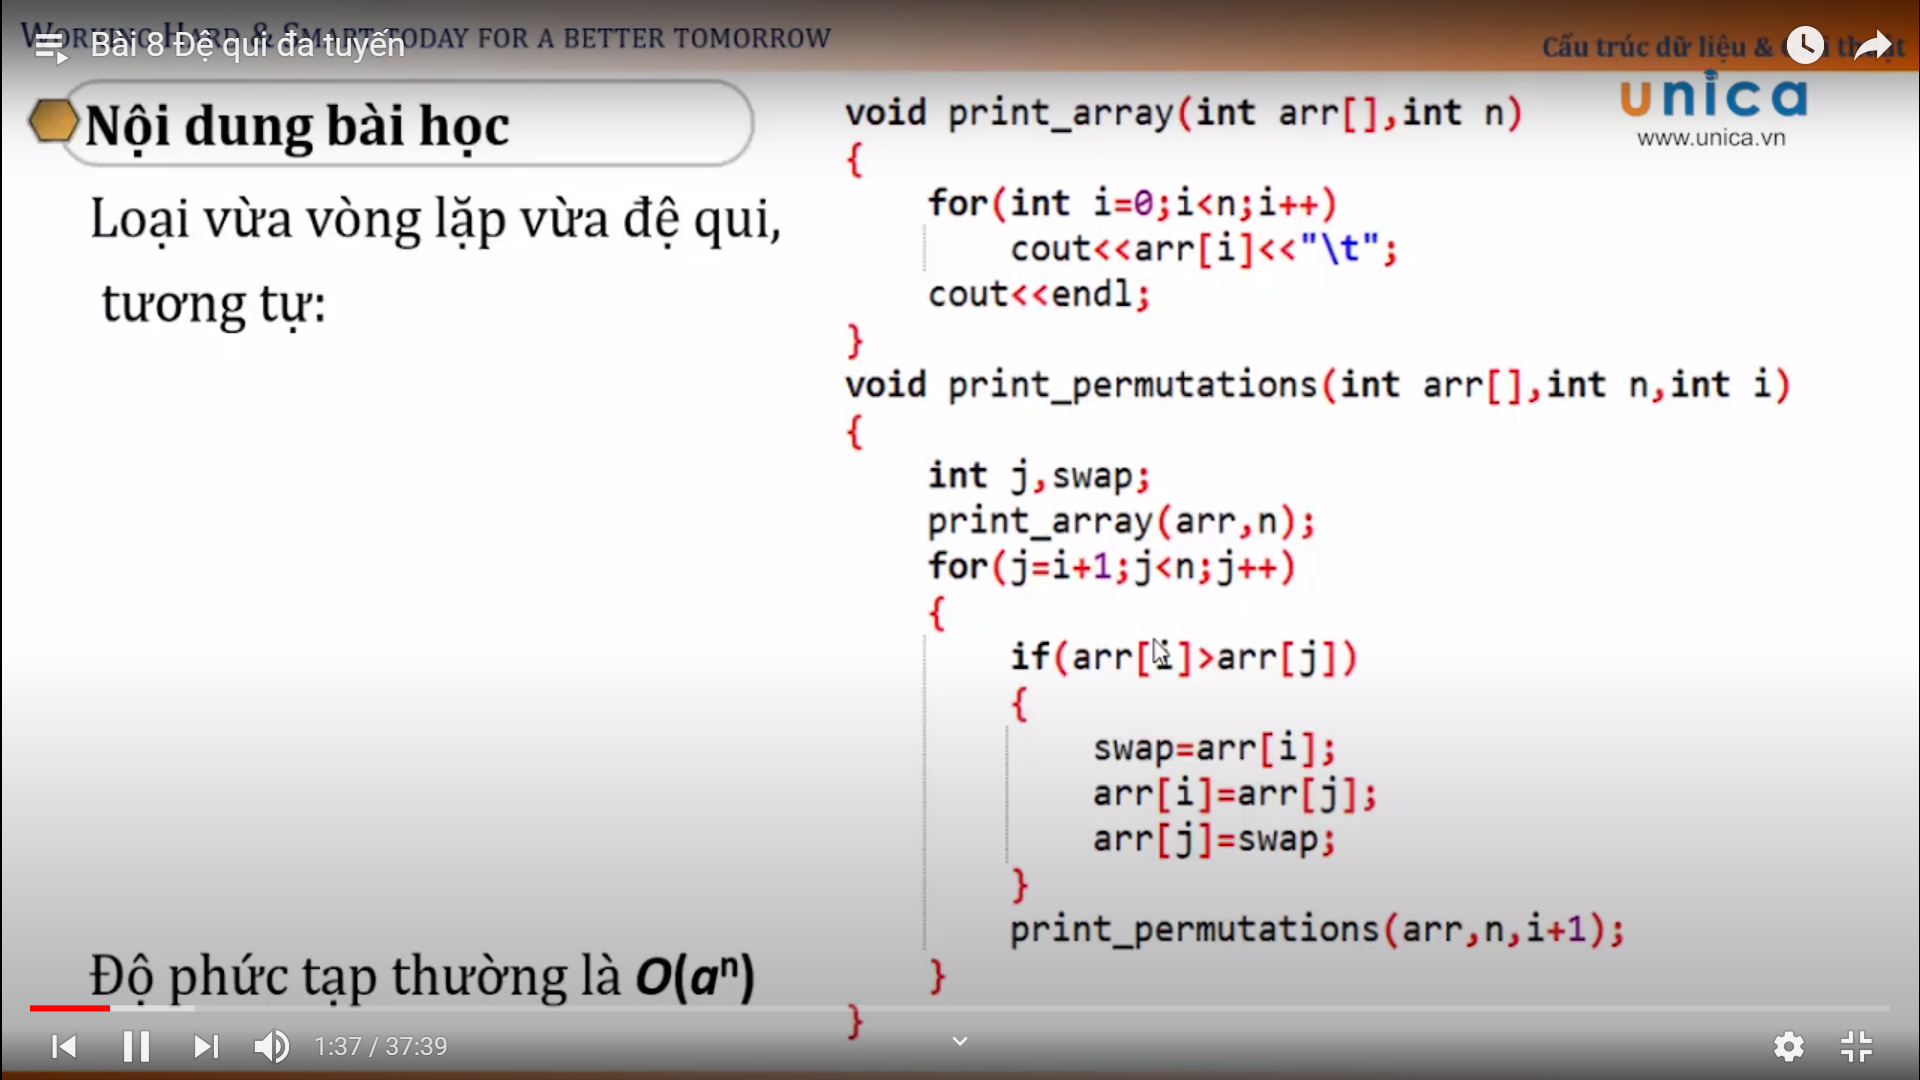 WORKING HARD & SMART TODAY FOR A BETTER TOMORROW
Bài 8 Đệ qui đa tuyến
Cấu trúc dữ liệu &
unica
www.unica.vn
Nội dung bài học
Loại vừa vòng lặp vừa đệ qui,
tương tự:
Độ phức tạp thường là O(aⁿ)
void print_array(int arr[],int n)
{
for(int i=0;i<n;i++)
cout<<arr[i]<<"\t";
cout<<endl;
}
void print_permutations(int arr[],int n,int i)
{
int j,swap;
print_array(arr,n);
for(j=i+1;j<n;j++)
{
if(arr[i]>arr[j])
{
swap=arr[i];
arr[i]=arr[j];
arr[j]=swap;
}
print_permutations(arr,n,i+1);
}
}
1:37 / 37:39